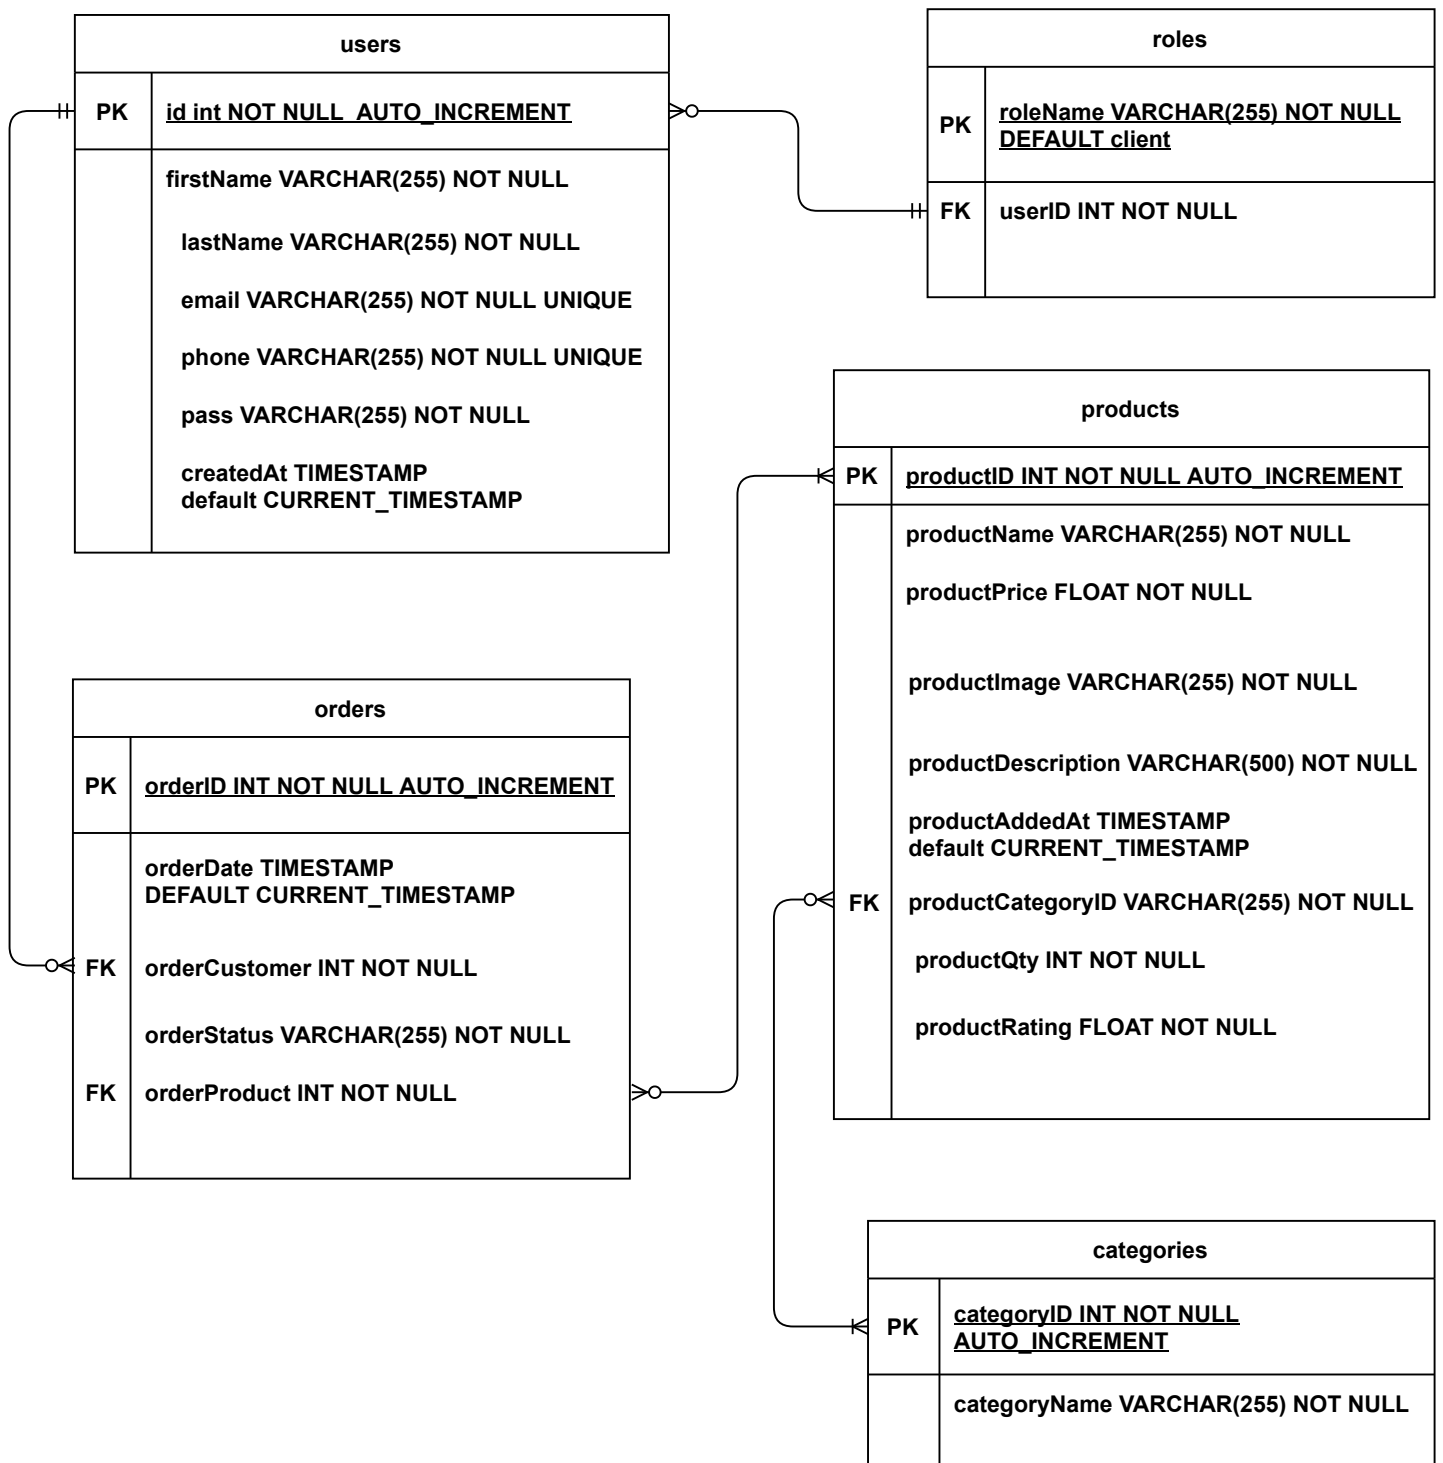 users
PK
id int NOT NULL  AUTO_INCREMENT
firstName VARCHAR(255) NOT NULL
lastName VARCHAR(255) NOT NULL
email VARCHAR(255) NOT NULL UNIQUE
phone VARCHAR(255) NOT NULL UNIQUE
pass VARCHAR(255) NOT NULL
createdAt TIMESTAMP
default CURRENT_TIMESTAMP
roles
PK
roleName VARCHAR(255) NOT NULL
DEFAULT client
FK
userID INT NOT NULL
products
PK
productID INT NOT NULL AUTO_INCREMENT
productName VARCHAR(255) NOT NULL
productPrice FLOAT NOT NULL
productImage VARCHAR(255) NOT NULL
productDescription VARCHAR(500) NOT NULL
productAddedAt TIMESTAMP
default CURRENT_TIMESTAMP
FK
productCategoryID VARCHAR(255) NOT NULL
productQty INT NOT NULL
productRating FLOAT NOT NULL
orders
PK
orderID INT NOT NULL AUTO_INCREMENT
orderDate TIMESTAMP
DEFAULT CURRENT_TIMESTAMP
FK
orderCustomer INT NOT NULL
orderStatus VARCHAR(255) NOT NULL
FK
orderProduct INT NOT NULL
categories
PK
categoryID INT NOT NULL
AUTO_INCREMENT
categoryName VARCHAR(255) NOT NULL